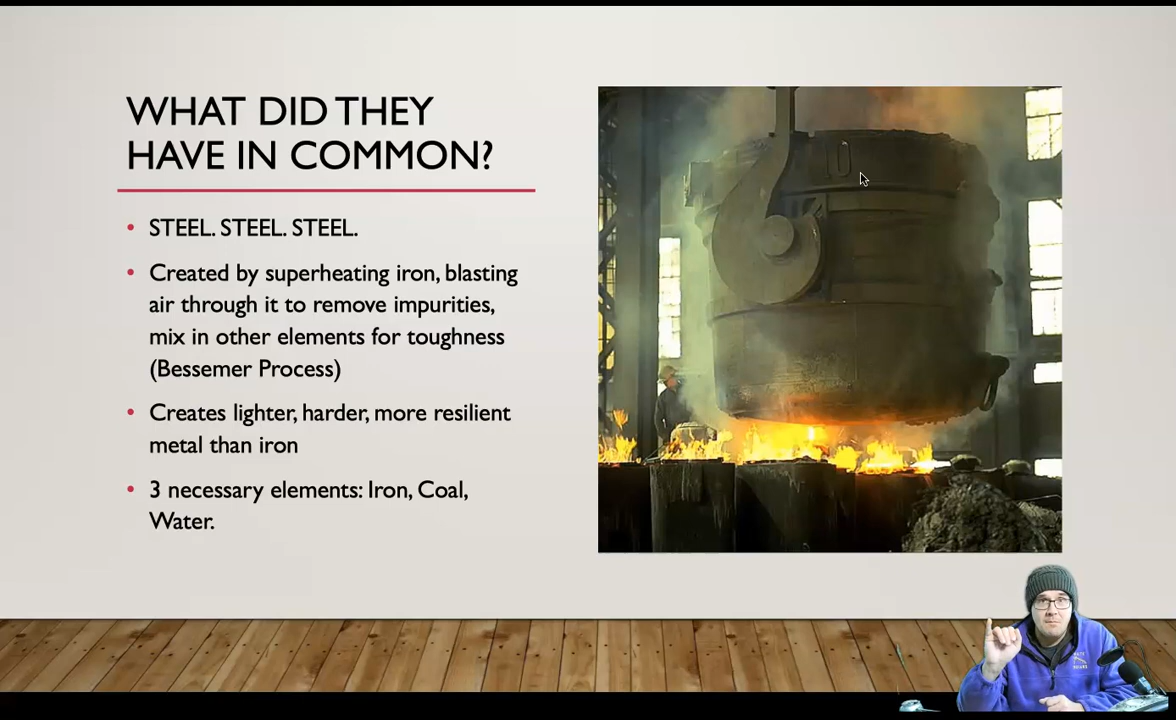 WHAT DID THEY
HAVE IN COMMON?
• STEEL. STEEL. STEEL.
• Created by superheating iron, blasting
air through it to remove impurities,
mix in other elements for toughness
(Bessemer Process)
• Creates lighter, harder, more resilient
metal than iron
• 3 necessary elements: Iron, Coal,
Water.